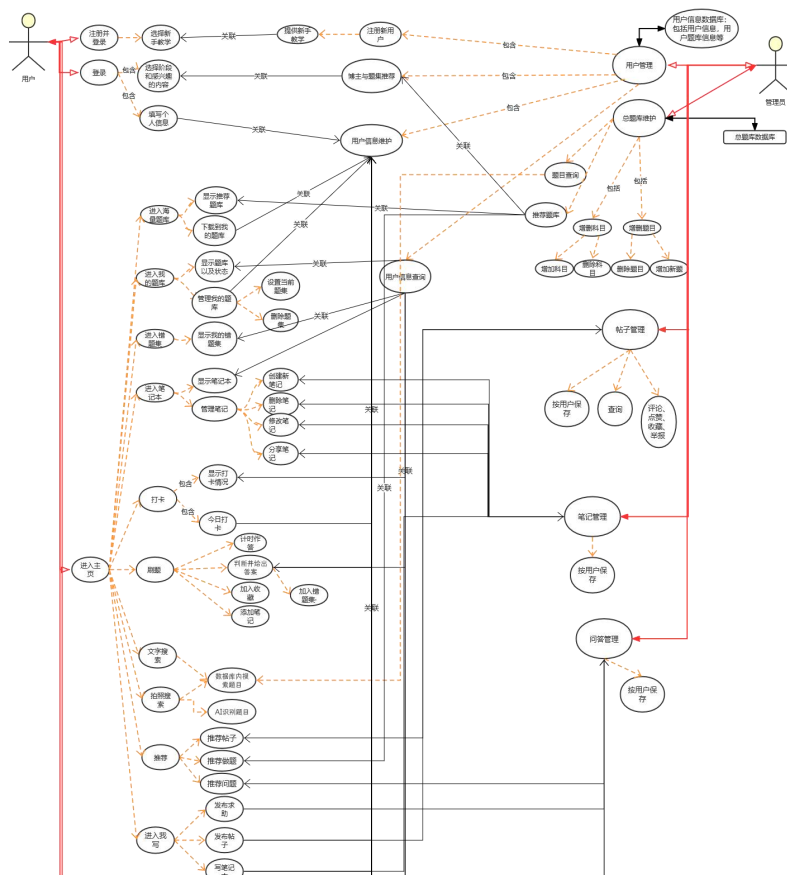 用户
注册并
登录
选择新
手教学
关联
提供新手
教学
注册新用
户
包含
用户信息数据库:
包括用户信息、用
户题库信息等
管理员
登录
包含
包含
选择阶段
和感兴趣
的内容
关联
博主与题集推荐
包含
用户管理
填写个
人信息
关联
用户信息维护
包含
总题库维护
总题库数据库
关联
题目查询
包括
包括
进入海
量题库
显示推荐
题库
关联
下载到我
的题库
关联
关联
推荐题库
增删科目
增删题目
增加科目
删除科
目
删除题目
增加新题
进入我
的题库
显示题库
以及状态
关联
管理我的题
库
设置当前
题集
删除题
集
用户信息查询
关联
进入错
题集
显示我的错
题集
帖子管理
进入笔
记本
显示笔记本
管理笔记
创建新
笔记
删除笔
记
修改笔
记
分享笔
记
关联
按用户保
存
查询
评论、
点赞、
收藏、
举报
打卡
包含
包含
显示打
卡情况
今日打
卡
关联
关联
笔记管理
按用户保
存
进入主
页
刷题
计时作
答
判断并给出
答案
加入收
藏
添加笔
记
加入错
题集
关联
问答管理
按用户保
存
文字搜
索
拍照搜
索
数据库内搜
索题目
AI识别题目
推荐
推荐帖子
推荐做题
推荐问题
进入我
写
发布求
助
发布帖
子
写笔记